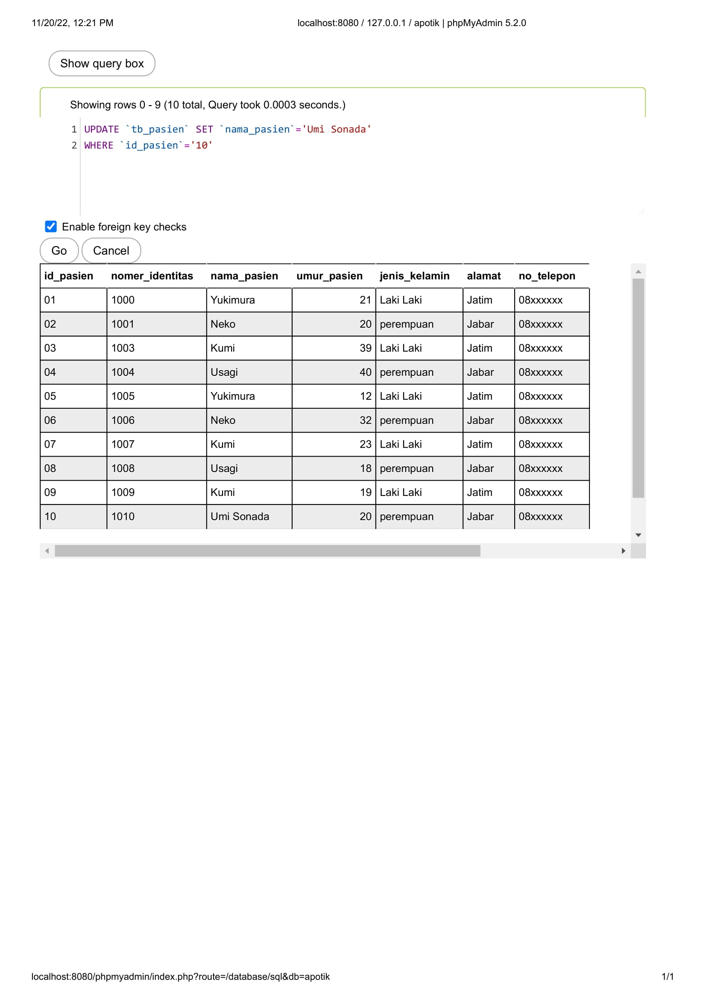 11/20/22, 12:21 PM localhost:8080 / 127.0.0.1 / apotik | phpMyAdmin 5.2.0
Show query box
Showing rows 0 - 9 (10 total, Query took 0.0003 seconds.)
1 UPDATE `tb_pasien` SET `nama_pasien`='Umi Sonada'
2 WHERE `id_pasien`='10'
Enable foreign key checks
Go Cancel
id_pasien nomer_identitas nama_pasien umur_pasien jenis_kelamin alamat no_telepon
01 1000 Yukimura 21 Laki Laki Jatim 08xxxxxx
02 1001 Neko 20 perempuan Jabar 08xxxxxx
03 1003 Kumi 39 Laki Laki Jatim 08xxxxxx
04 1004 Usagi 40 perempuan Jabar 08xxxxxx
05 1005 Yukimura 12 Laki Laki Jatim 08xxxxxx
06 1006 Neko 32 perempuan Jabar 08xxxxxx
07 1007 Kumi 23 Laki Laki Jatim 08xxxxxx
08 1008 Usagi 18 perempuan Jabar 08xxxxxx
09 1009 Kumi 19 Laki Laki Jatim 08xxxxxx
10 1010 Umi Sonada 20 perempuan Jabar 08xxxxxx
localhost:8080/phpmyadmin/index.php?route=/database/sql&db=apotik 1/1